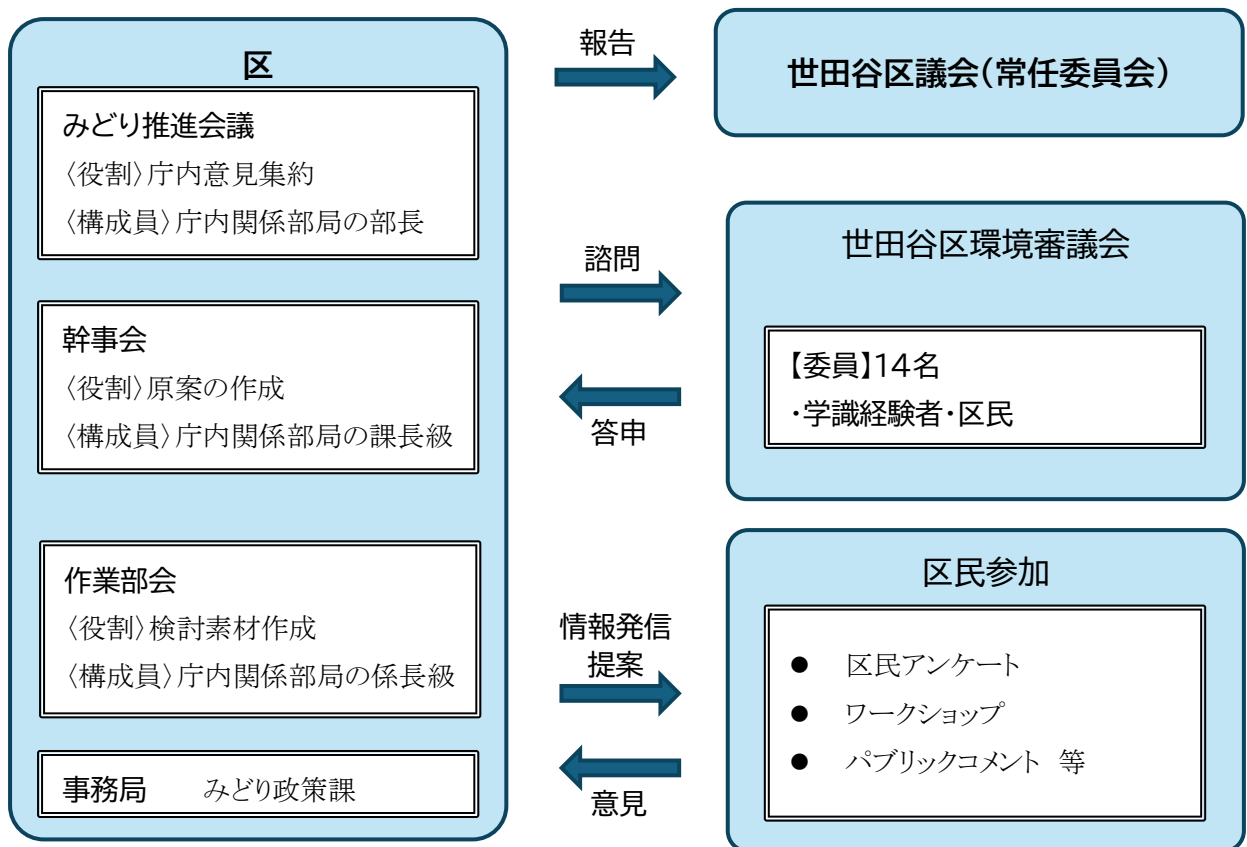 区
みどり推進会議
〈役割〉庁内意見集約
〈構成員〉庁内関係部局の部長
幹事会
〈役割〉原案の作成
〈構成員〉庁内関係部局の課長級
作業部会
〈役割〉検討素材作成
〈構成員〉庁内関係部局の係長級
事務局　みどり政策課
報告
諮問
答申
情報発信
提案
意見
世田谷区議会(常任委員会)
世田谷区環境審議会
【委員】14名
・学識経験者・区民
区民参加
● 区民アンケート
● ワークショップ
● パブリックコメント　等